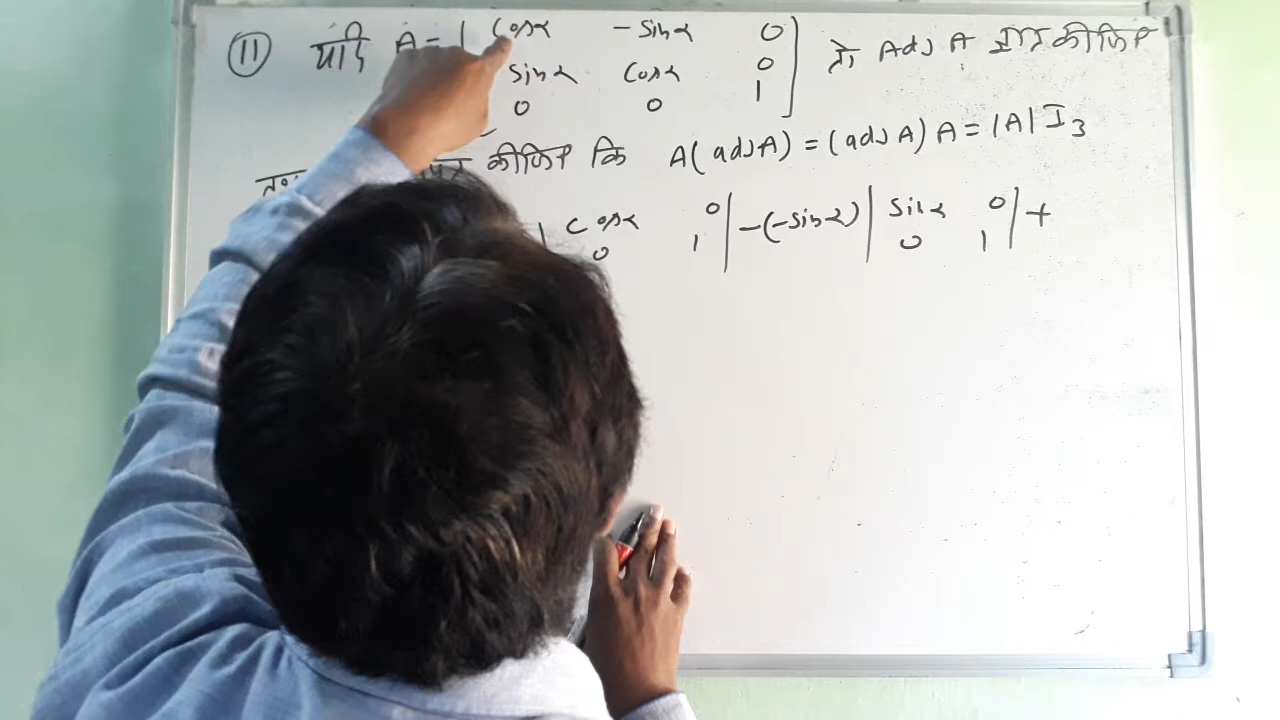 (11) यदि A = [ Cosα -Sinα 0 ] तो Adj A ज्ञात कीजिए
Sinα Cosα 0
0 0 1
कीजिए कि A(adjA) = (adjA)A = |A|I₃
| Cosα 0 | -(-Sinα) | Sinα 0 | +
0 1 0 1